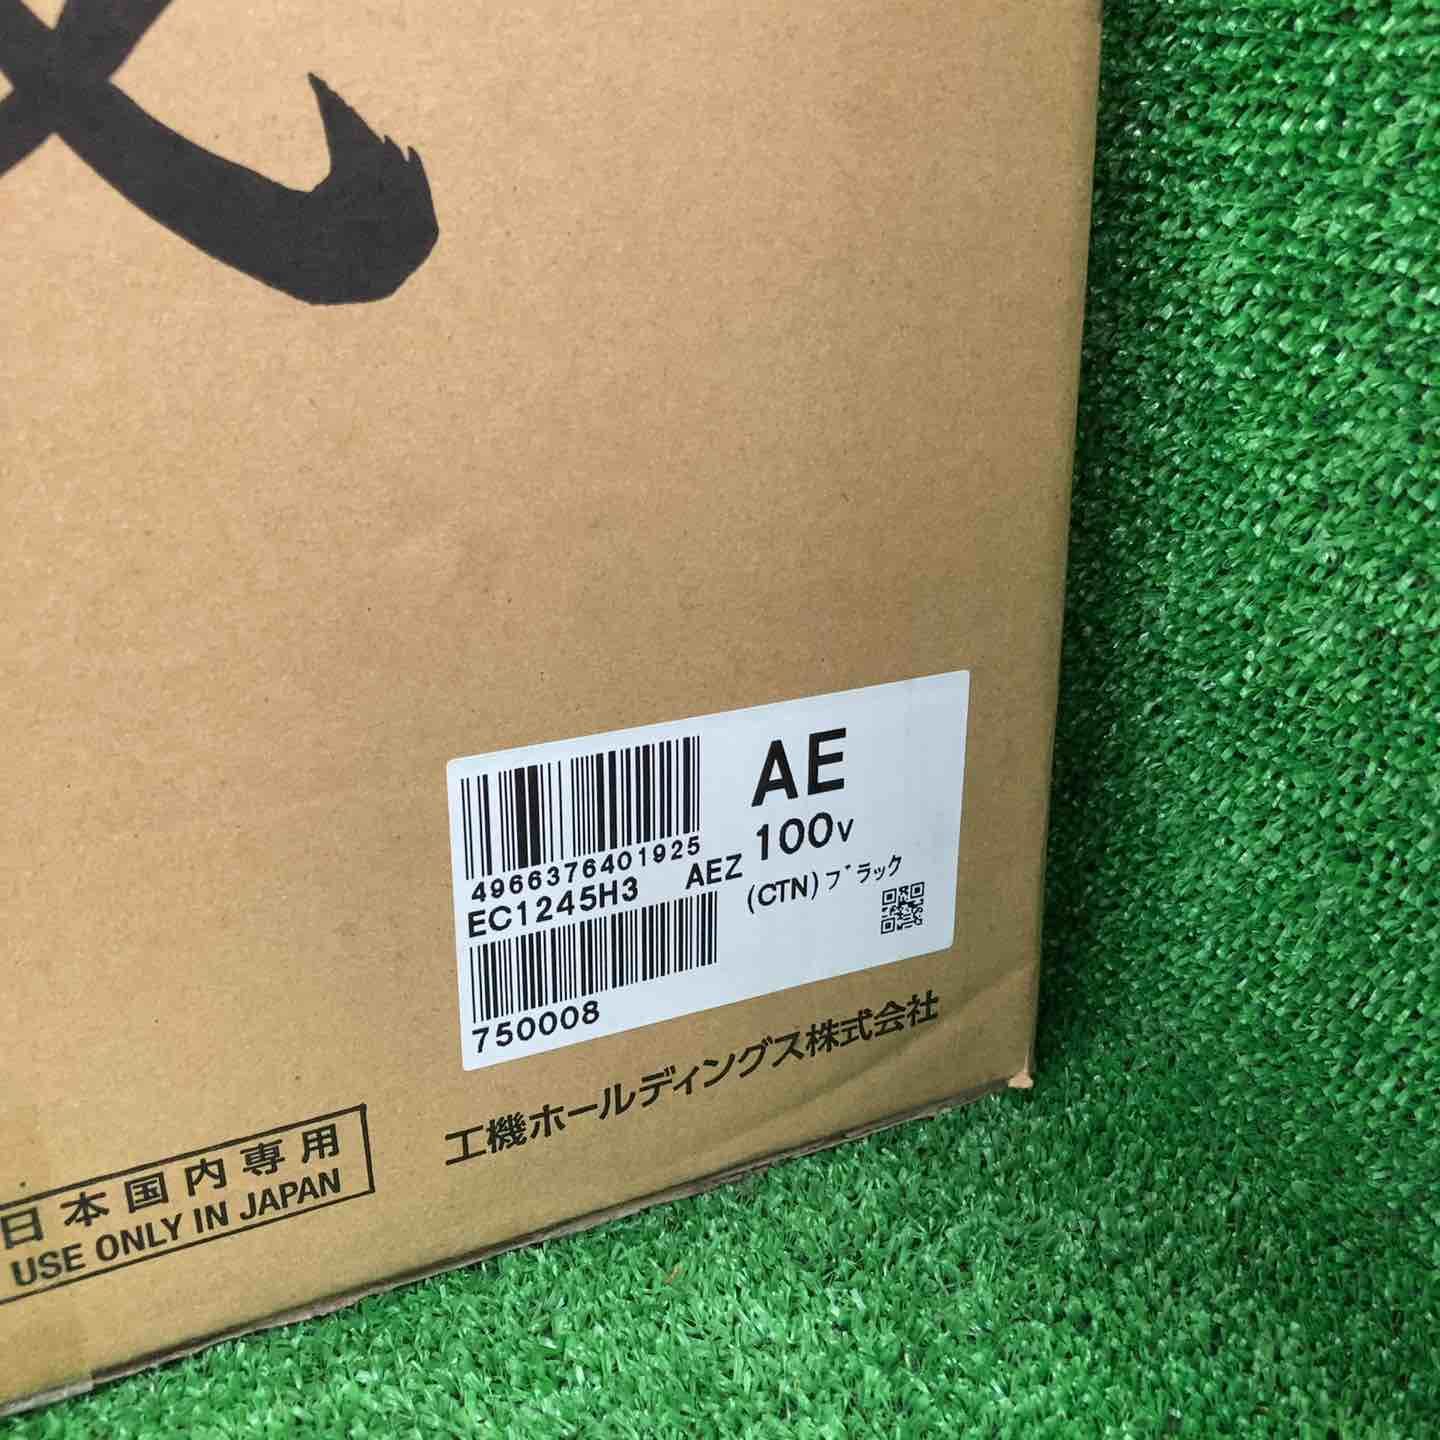 AE
4966376401925
100V
EC1245H3 AEZ
(CTN)ブラック
750008
工機ホールディングス株式会社
日本国内専用
USE ONLY IN JAPAN